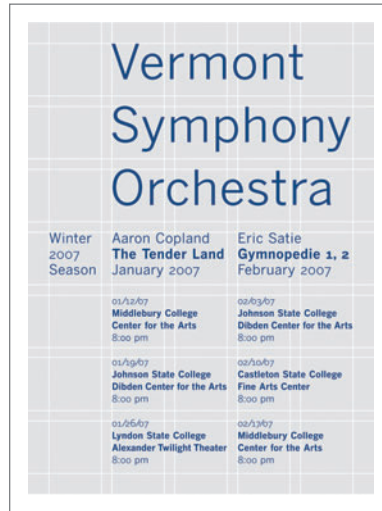 Vermont
Symphony
Orchestra
Winter
2007
Season
Aaron Copland
The Tender Land
January 2007
Eric Satie
Gymnopedie 1, 2
February 2007
01/12/07
Middlebury College
Center for the Arts
8:00 pm
01/19/07
Johnson State College
Dibden Center for the Arts
8:00 pm
01/26/07
Lyndon State College
Alexander Twilight Theater
8:00 pm
02/03/07
Johnson State College
Dibden Center for the Arts
8:00 pm
02/10/07
Castleton State College
Fine Arts Center
8:00 pm
02/13/07
Middlebury College
Center for the Arts
8:00 pm